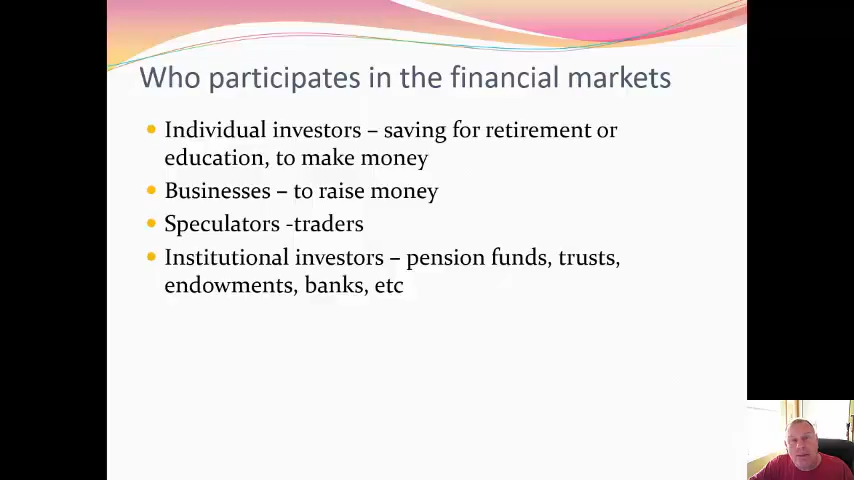 Who participates in the financial markets
Individual investors – saving for retirement or
education, to make money
Businesses – to raise money
Speculators -traders
Institutional investors – pension funds, trusts,
endowments, banks, etc